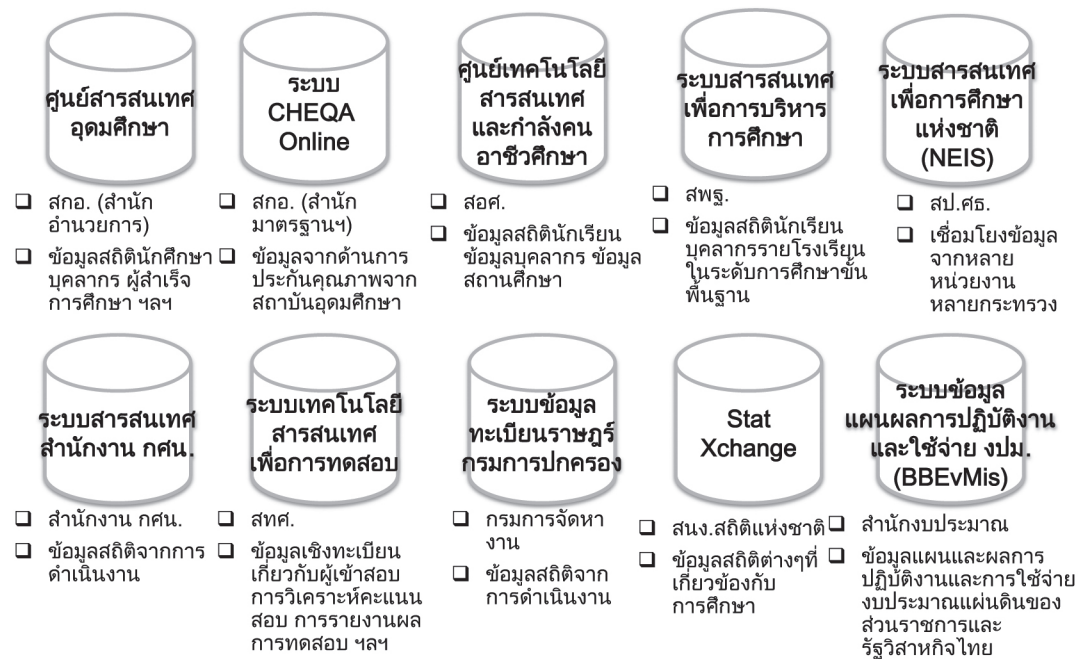 ศูนย์สารสนเทศ
อุดมศึกษา
❑ สกอ. (สำนัก
อำนวยการ)
❑ ข้อมูลสถิตินักศึกษา
บุคลากร ผู้สำเร็จ
การศึกษา ฯลฯ
ระบบ
CHEQA
Online
❑ สกอ. (สำนัก
มาตรฐานฯ)
❑ ข้อมูลจากด้านการ
ประกันคุณภาพจาก
สถาบันอุดมศึกษา
ศูนย์เทคโนโลยี
สารสนเทศ
และกำลังคน
อาชีวศึกษา
❑ สอศ.
❑ ข้อมูลสถิตินักเรียน
ข้อมูลบุคลากร ข้อมูล
สถานศึกษา
ระบบสารสนเทศ
เพื่อการบริหาร
การศึกษา
❑ สพฐ.
❑ ข้อมูลสถิตินักเรียน
บุคลากรรายโรงเรียน
ในระดับการศึกษาขั้น
พื้นฐาน
ระบบสารสนเทศ
เพื่อการศึกษา
แห่งชาติ
(NEIS)
❑ สป.ศธ.
❑ เชื่อมโยงข้อมูล
จากหลาย
หน่วยงาน
หลายกระทรวง
ระบบสารสนเทศ
สำนักงาน กศน.
❑ สำนักงาน กศน.
❑ ข้อมูลสถิติจากการ
ดำเนินงาน
ระบบเทคโนโลยี
สารสนเทศ
เพื่อการทดสอบ
❑ สทศ.
❑ ข้อมูลเชิงทะเบียน
เกี่ยวกับผู้เข้าสอบ
การวิเคราะห์คะแนน
สอบ การรายงานผล
การทดสอบ ฯลฯ
ระบบข้อมูล
ทะเบียนราษฎร์
กรมการปกครอง
❑ กรมการจัดหา
งาน
❑ ข้อมูลสถิติจาก
การดำเนินงาน
Stat
Xchange
❑ สนง.สถิติแห่งชาติ
❑ ข้อมูลสถิติต่างๆที่
เกี่ยวข้องกับ
การศึกษา
ระบบข้อมูล
แผนผลการปฏิบัติงาน
และใช้จ่าย งปม.
(BBEvMis)
❑ สำนักงบประมาณ
❑ ข้อมูลแผนและผลการ
ปฏิบัติงานและการใช้จ่าย
งบประมาณแผ่นดินของ
ส่วนราชการและ
รัฐวิสาหกิจไทย